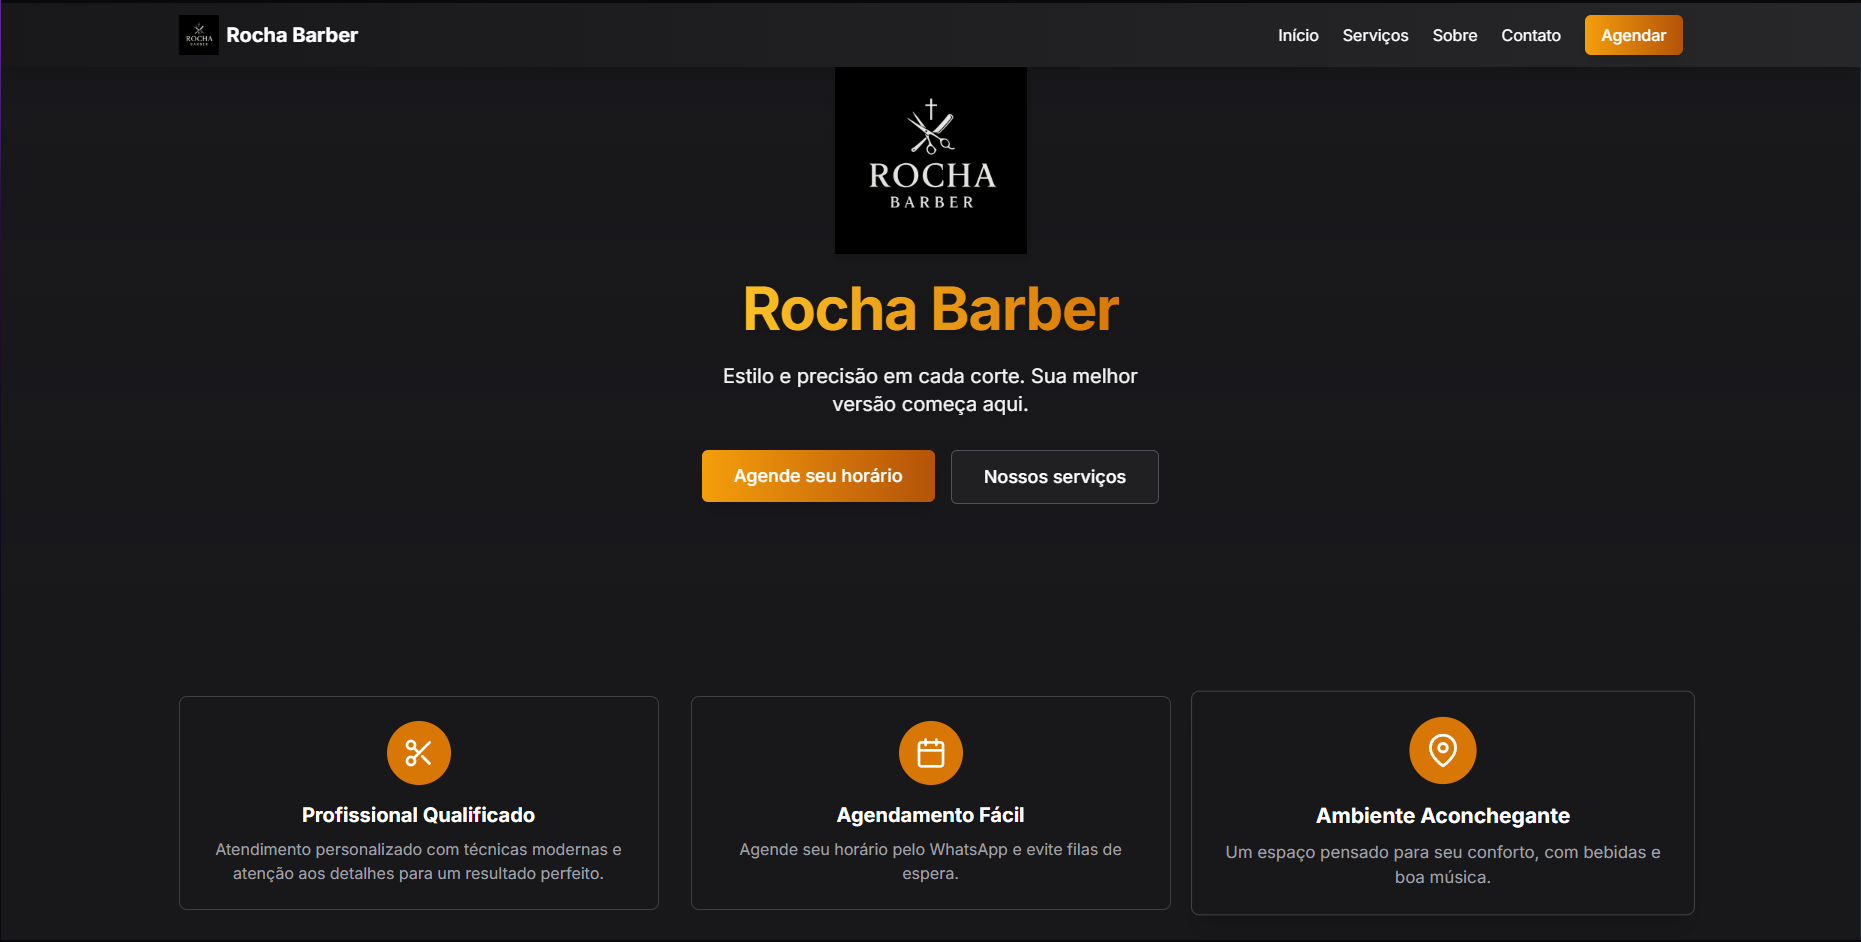 ROCHA
BARBER
Rocha Barber
Início
Serviços
Sobre
Contato
Agendar
ROCHA
BARBER
Rocha Barber
Estilo e precisão em cada corte. Sua melhor
versão começa aqui.
Agende seu horário
Nossos serviços
Profissional Qualificado
Atendimento personalizado com técnicas modernas e
atenção aos detalhes para um resultado perfeito.
Agendamento Fácil
Agende seu horário pelo WhatsApp e evite filas de
espera.
Ambiente Aconchegante
Um espaço pensado para seu conforto, com bebidas e
boa música.